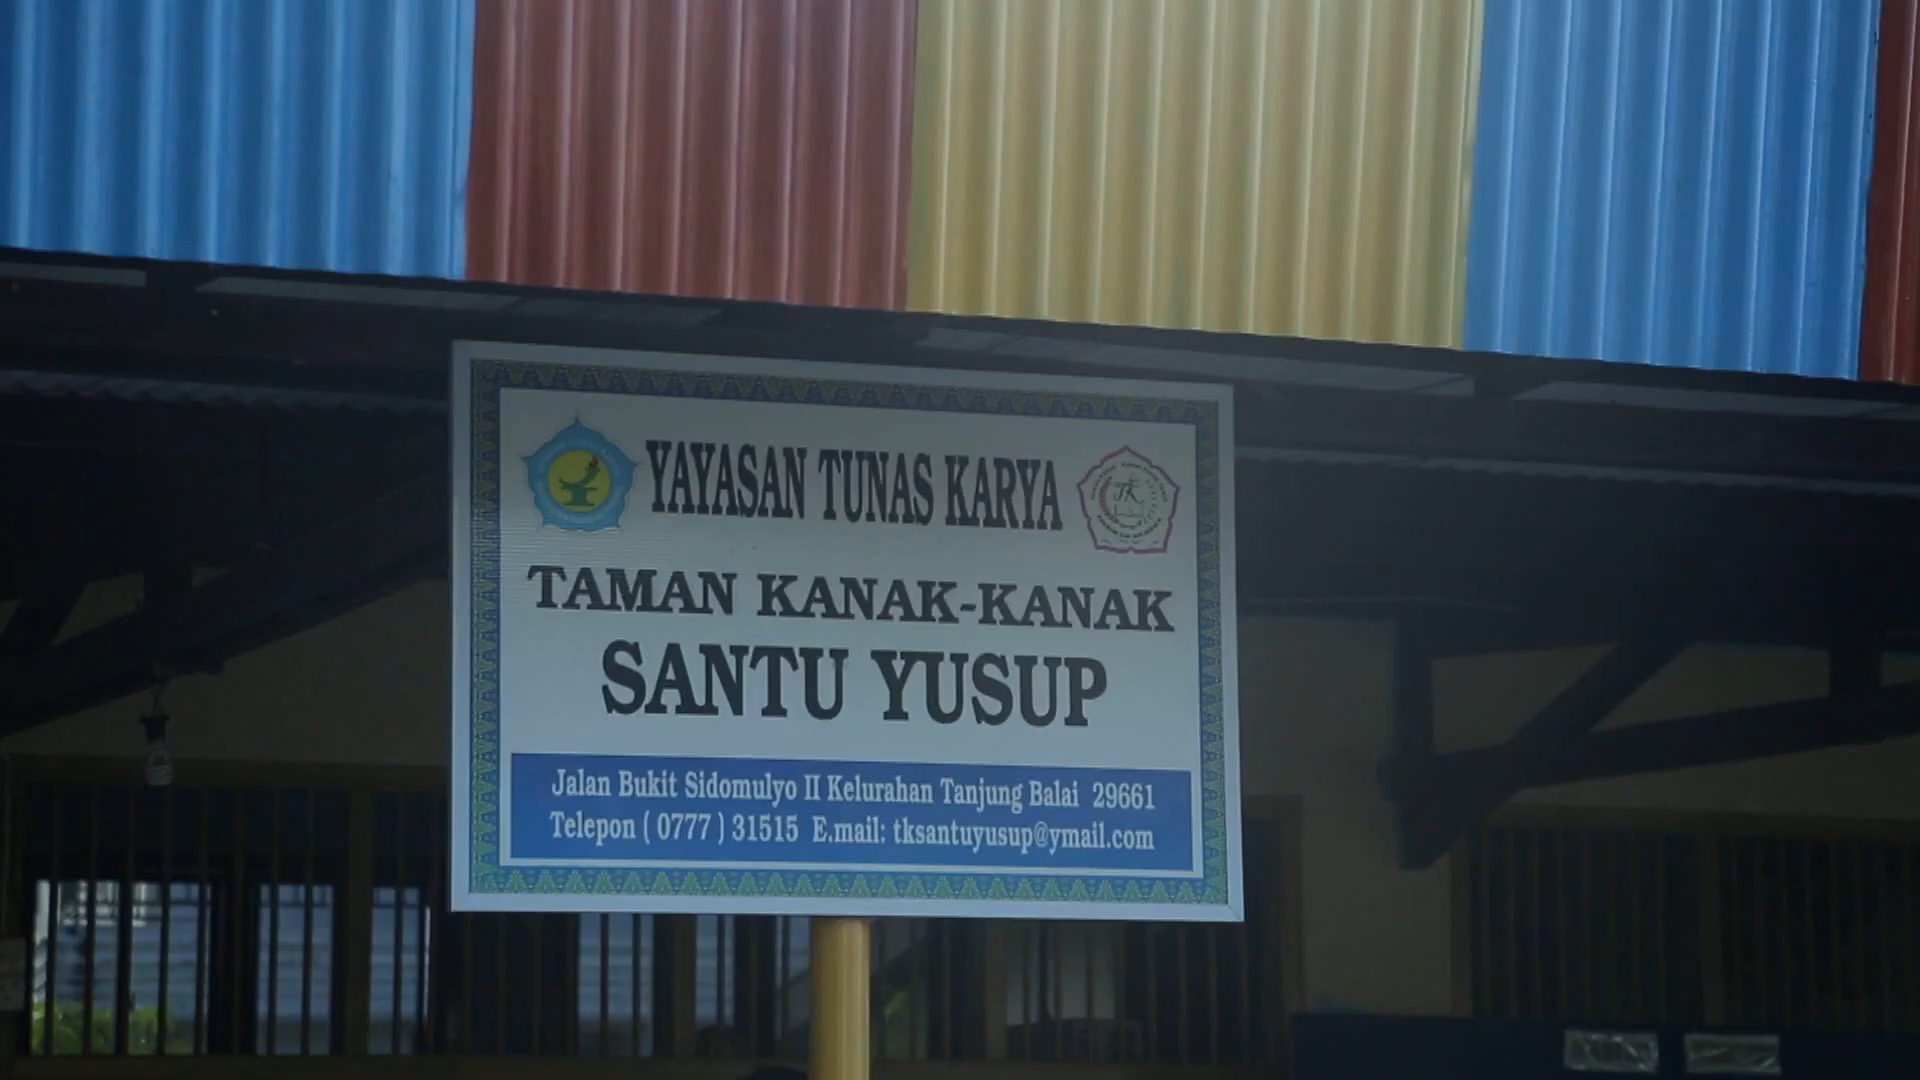 YAYASAN TUNAS KARYA
TAMAN KANAK-KANAK
SANTU YUSUP
Jalan Bukit Sidomulyo II Kelurahan Tanjung Balai 29661
Telepon ( 0777 ) 31515 E.mail: tksantuyusup@ymail.com